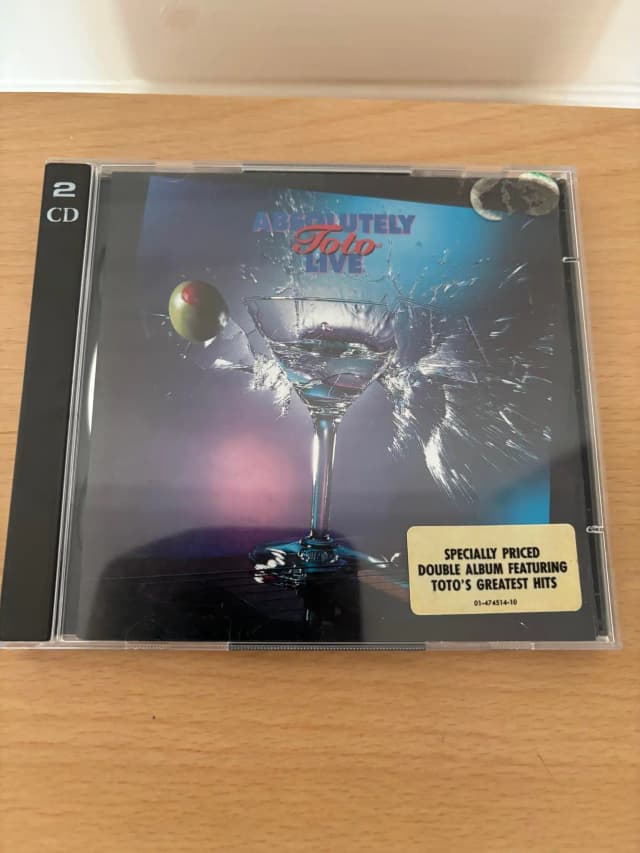 2
CD
ABSOLUTELY
Toto
LIVE
SPECIALLY PRICED
DOUBLE ALBUM FEATURING
TOTO'S GREATEST HITS
01-474514-10